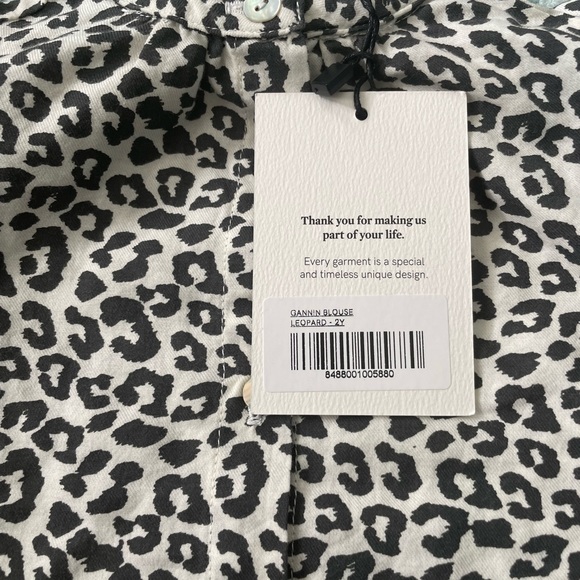 Thank you for making us
part of your life.
Every garment is a special
and timeless unique design.
GANNIN BLOUSE
LEOPARD - 2Y
8488001005880